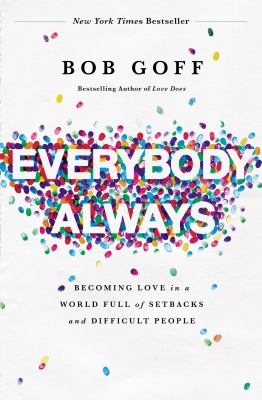 New York Times Bestseller
BOB GOFF
Bestselling Author of Love Does
EVERYBODY
ALWAYS
BECOMING LOVE in a
WORLD FULL of SETBACKS
and DIFFICULT PEOPLE